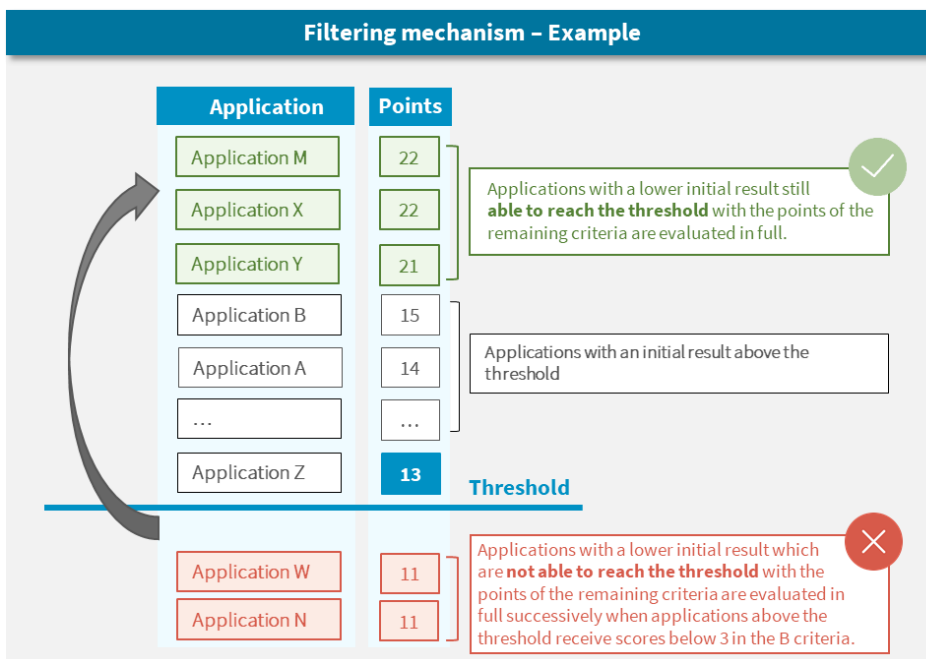 Filtering mechanism – Example
Application Points
Application M 22
Application X 22
Application Y 21
Applications with a lower initial result still
able to reach the threshold with the points of the
remaining criteria are evaluated in full.
Application B 15
Application A 14
... ...
Applications with an initial result above the
threshold
Application Z 13
Threshold
Application W 11
Application N 11
Applications with a lower initial result which
are not able to reach the threshold with the
points of the remaining criteria are evaluated in
full successively when applications above the
threshold receive scores below 3 in the B criteria.